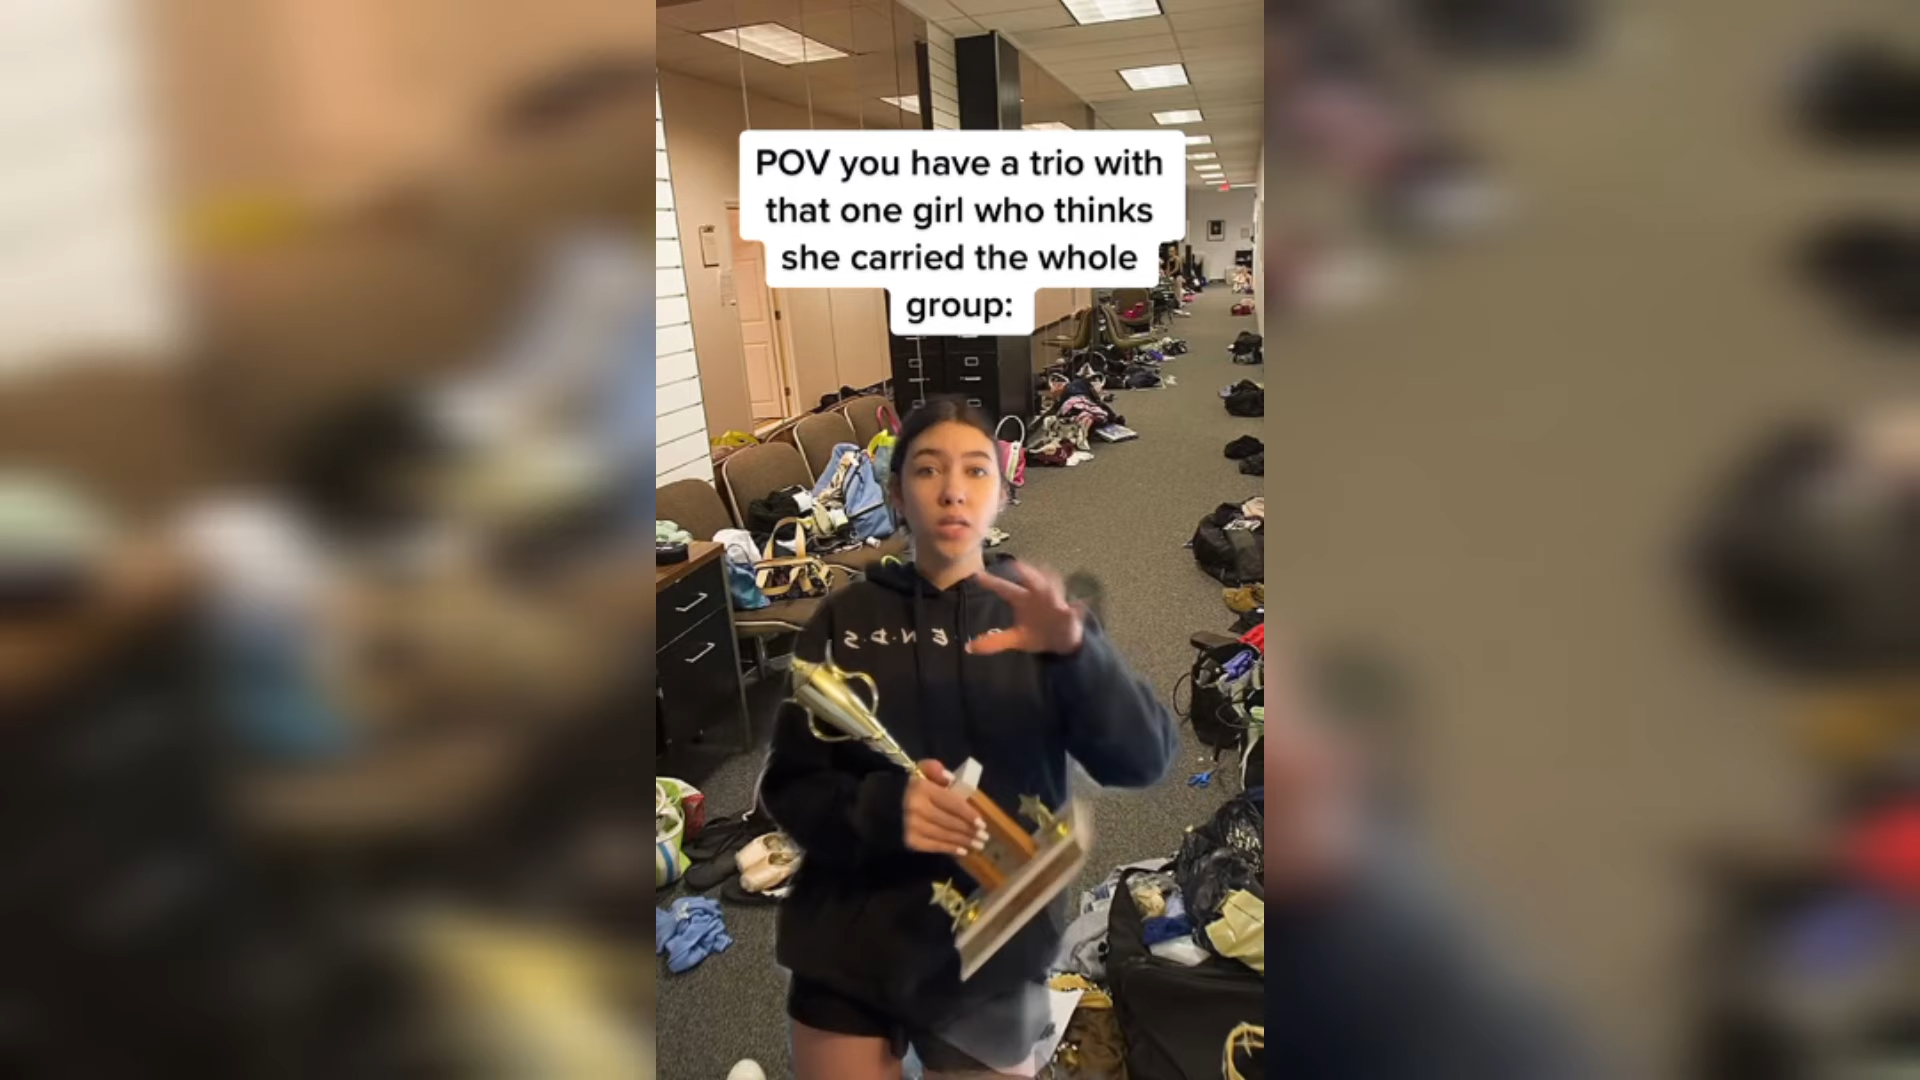 POV you have a trio with
that one girl who thinks
she carried the whole
group: